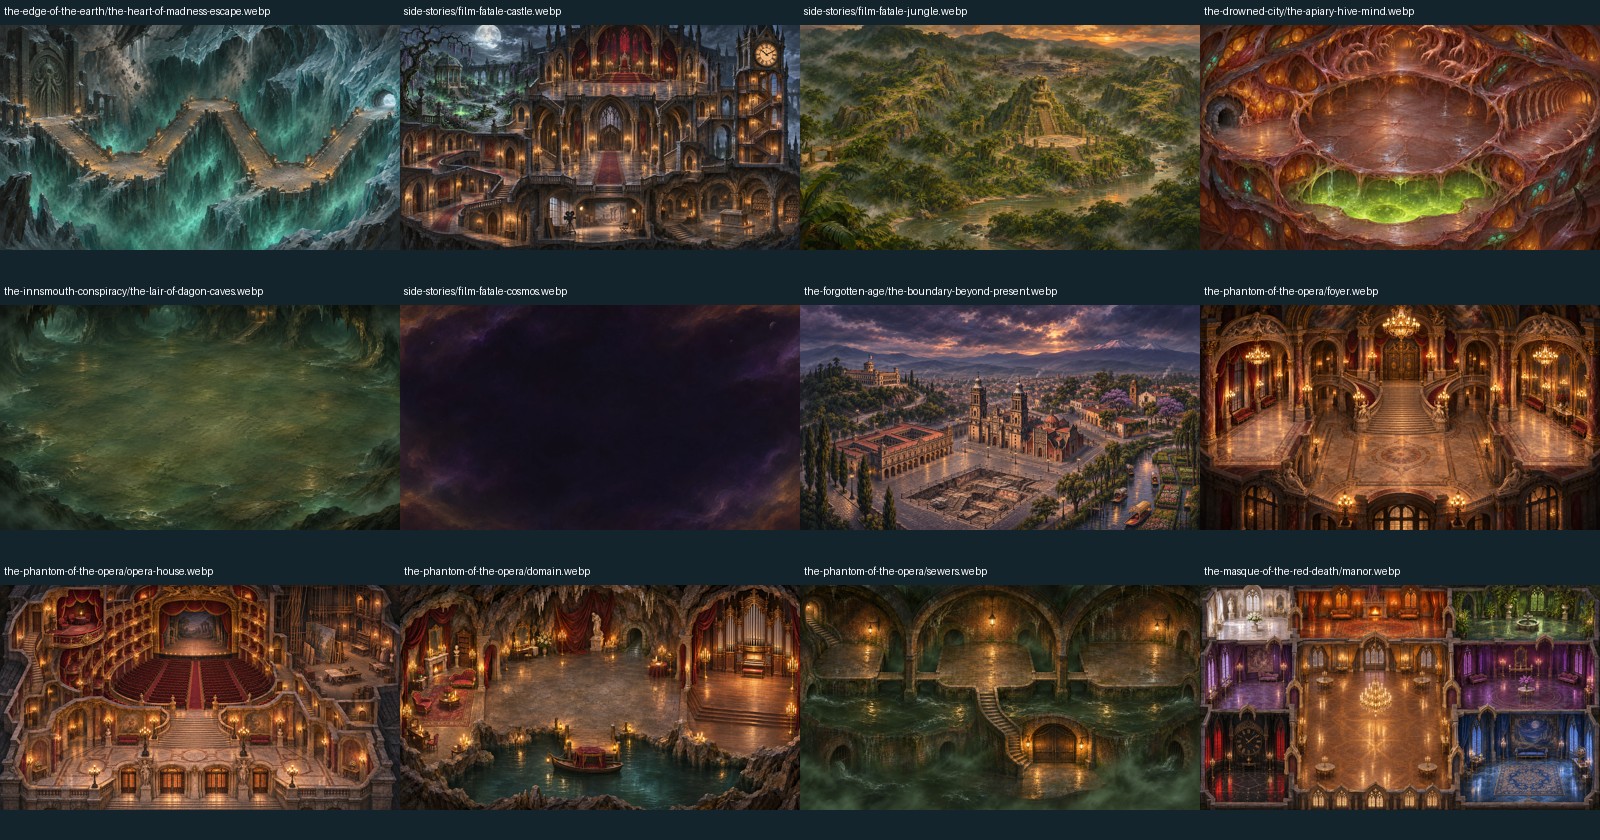 the-edge-of-the-earth/the-heart-of-madness-escape.webp
side-stories/film-fatale-castle.webp
side-stories/film-fatale-jungle.webp
the-drowned-city/the-apiary-hive-mind.webp
the-innsmouth-conspiracy/the-lair-of-dagon-caves.webp
side-stories/film-fatale-cosmos.webp
the-forgotten-age/the-boundary-beyond-present.webp
the-phantom-of-the-opera/foyer.webp
the-phantom-of-the-opera/opera-house.webp
the-phantom-of-the-opera/domain.webp
the-phantom-of-the-opera/sewers.webp
the-masque-of-the-red-death/manor.webp